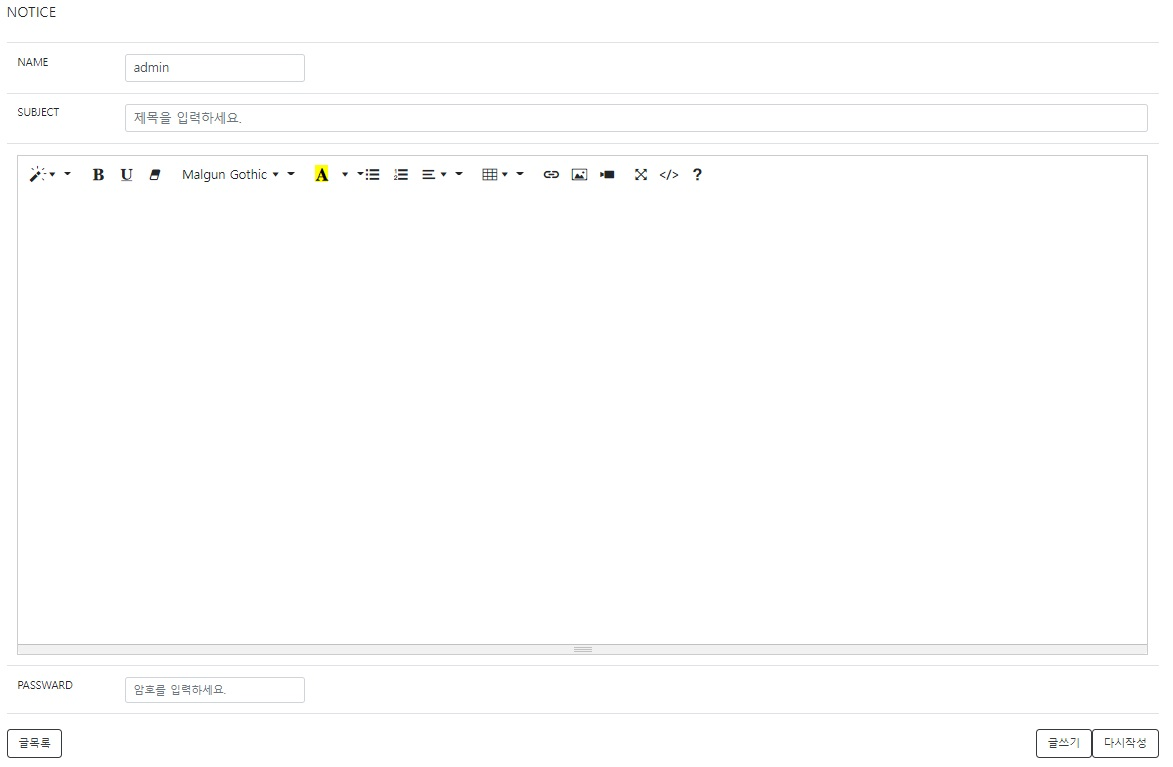 NOTICE
NAME admin
SUBJECT 제목을 입력하세요.
B U Malgun Gothic A </> ?
PASSWARD 암호를 입력하세요.
글목록 글쓰기 다시작성